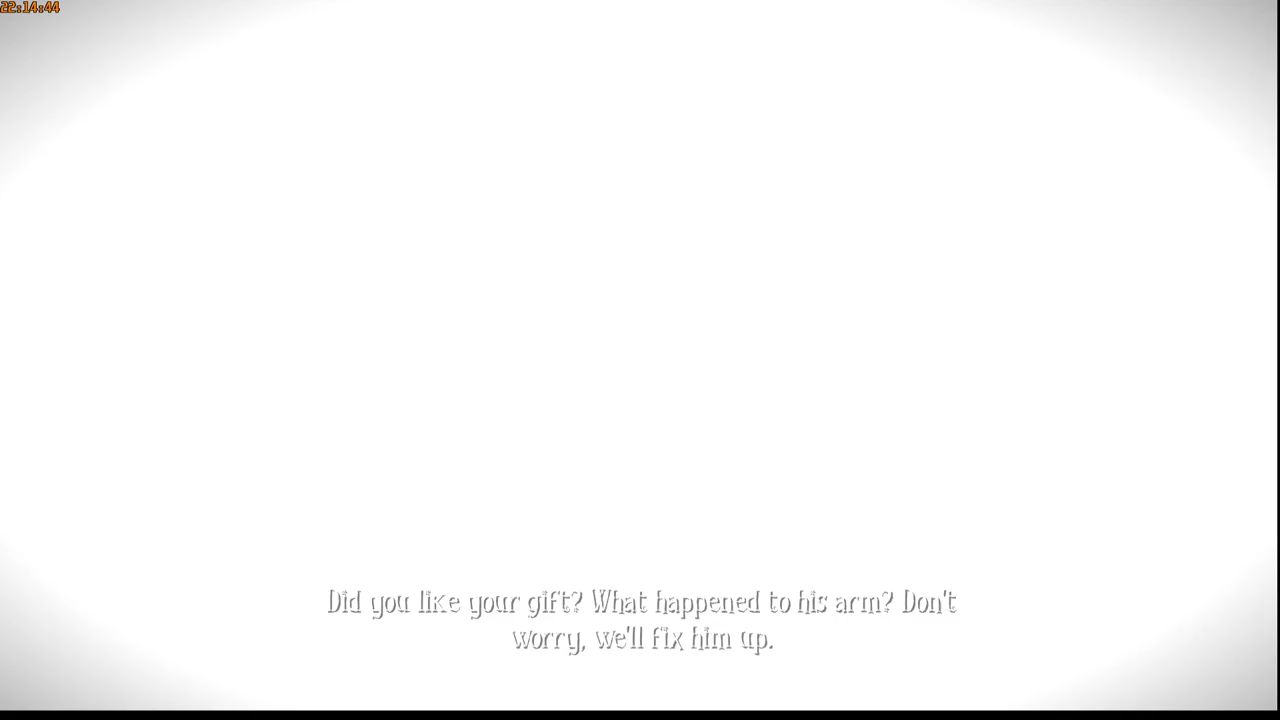 22:14:44
Did you like your gift? What happened to his arm? Don't
worry, we'll fix him up.